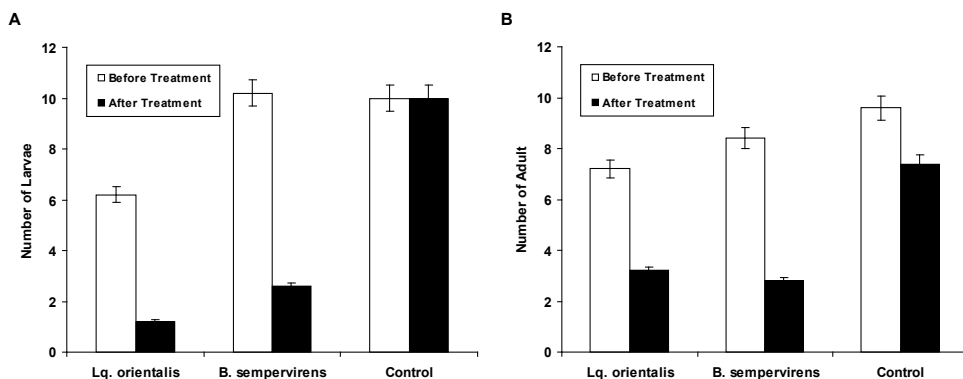 A
12
10
8
6
4
2
0
Number of Larvae
Before Treatment
After Treatment
Lq. orientalis B. sempervirens Control
B
12
10
8
6
4
2
0
Number of Adult
Before Treatment
After Treatment
Lq. orientalis B. sempervirens Control